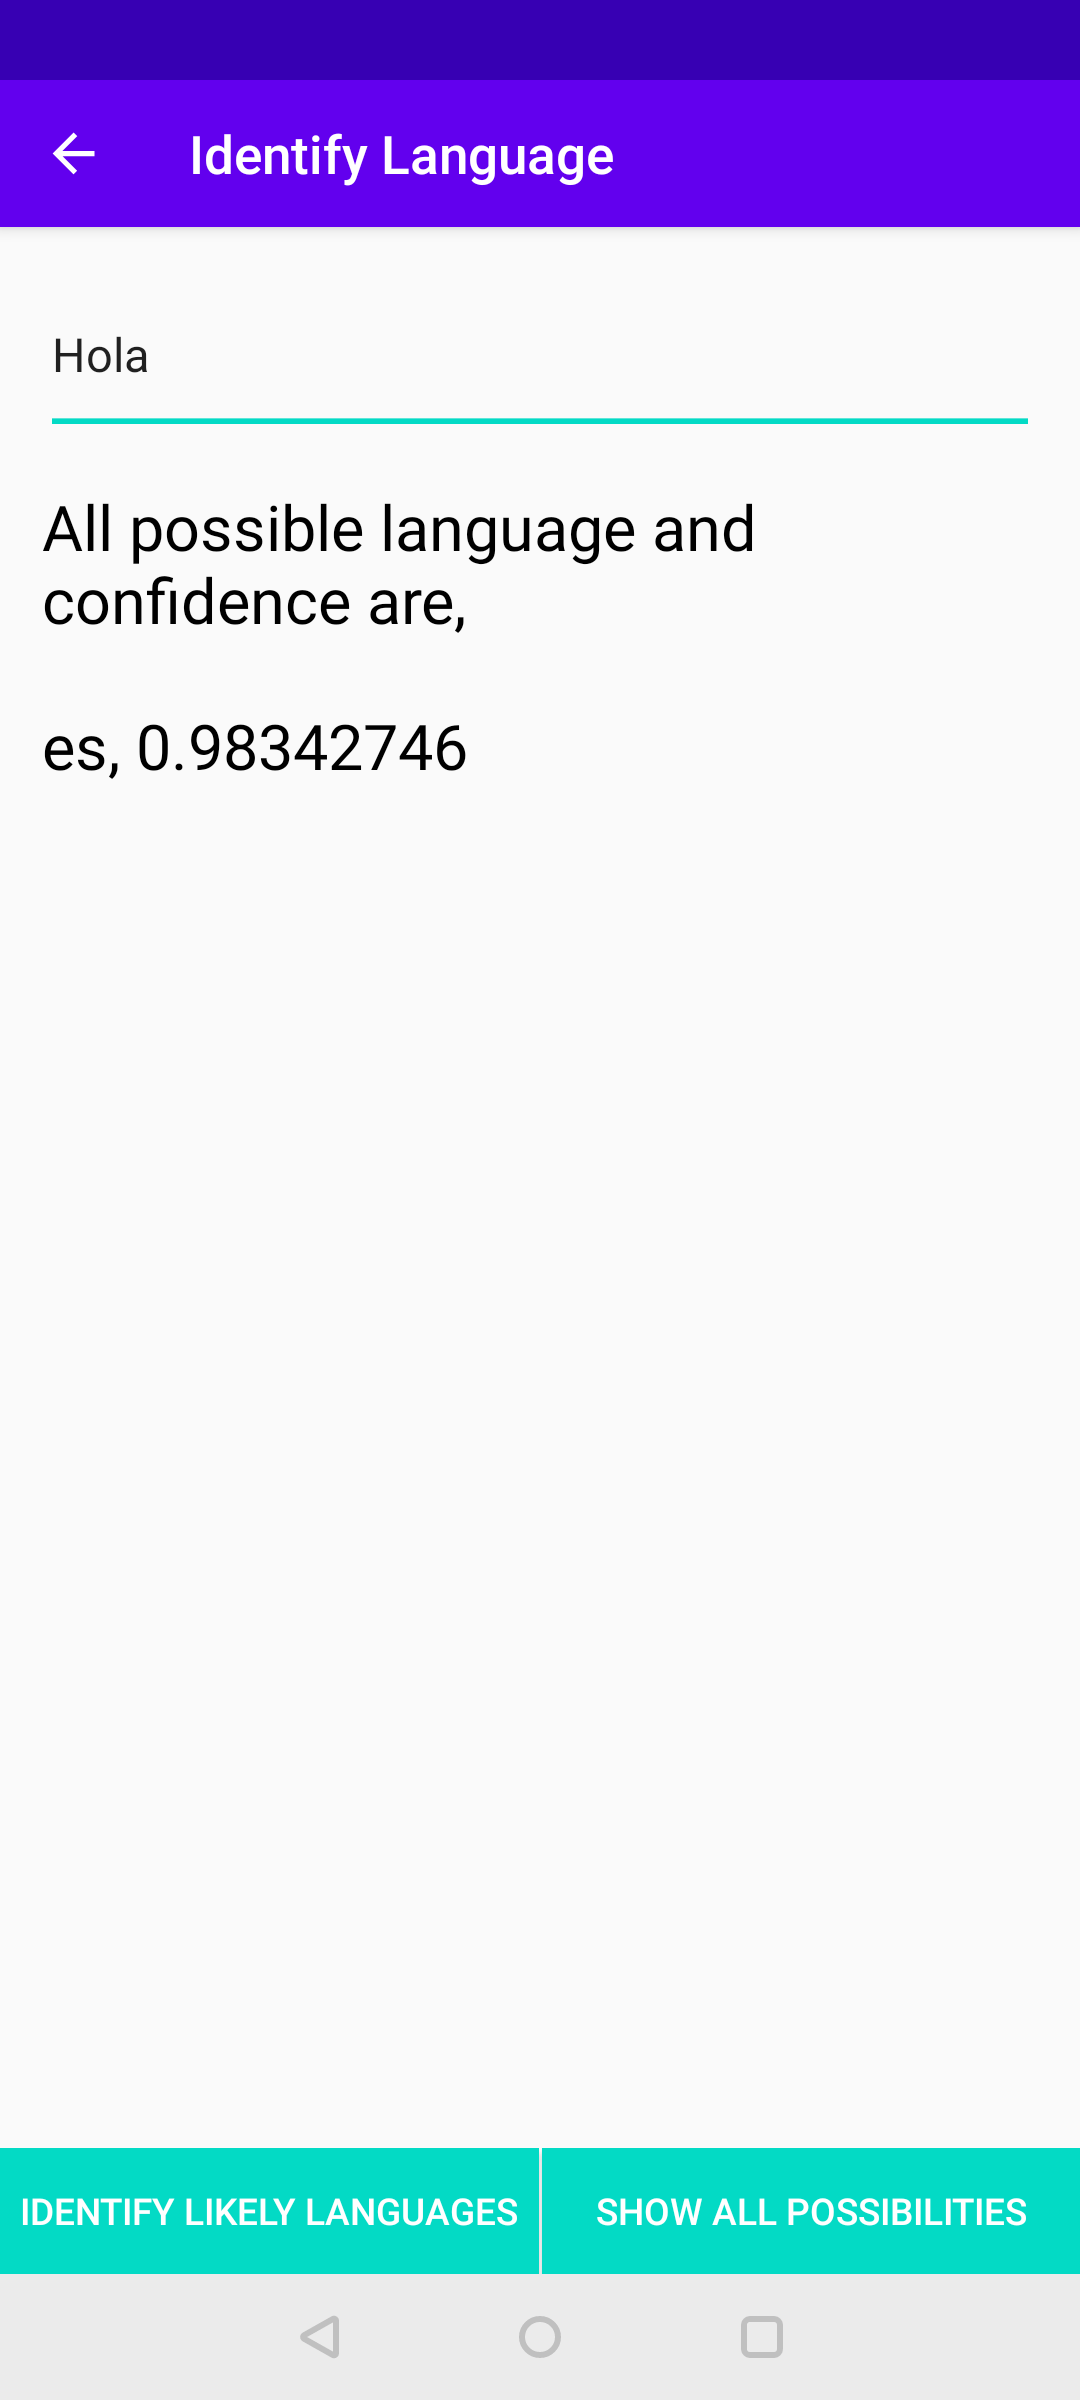 Identify Language
Hola
All possible language and
confidence are,
es, 0.98342746
IDENTIFY LIKELY LANGUAGES
SHOW ALL POSSIBILITIES